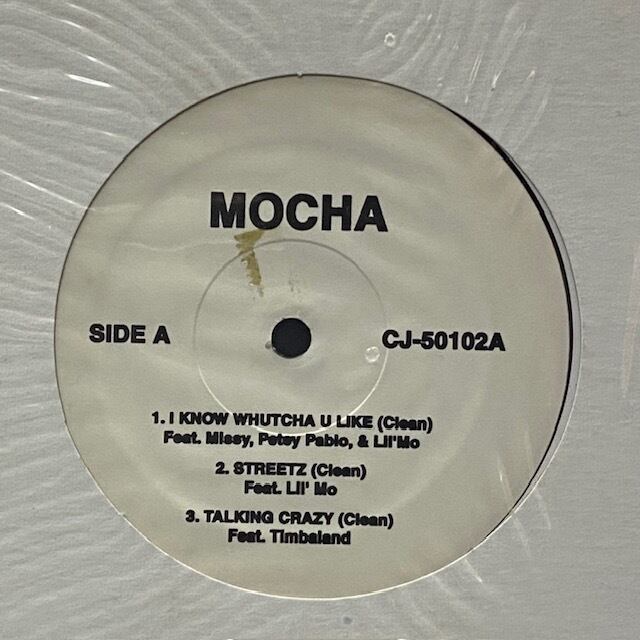 MOCHA
SIDE A
CJ-50102A
1. I KNOW WHUTCHA U LIKE (Clean)
Feat. Missy, Petey Pablo, & Lil'Mo
2. STREETZ (Clean)
Feat. Lil' Mo
3. TALKING CRAZY (Clean)
Feat. Timbaland